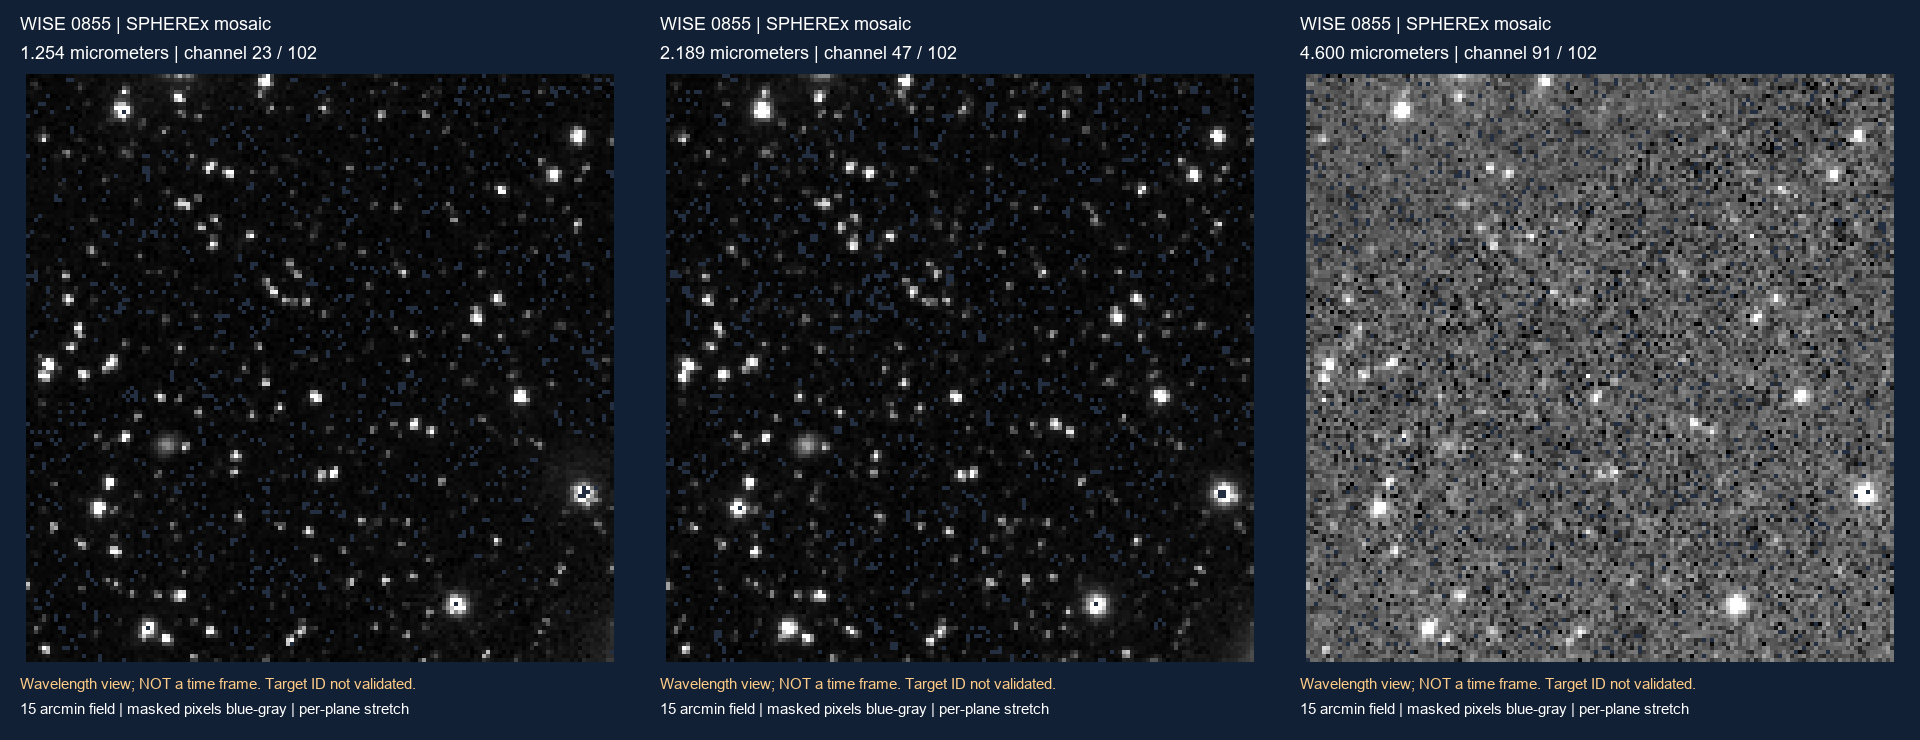 WISE 0855 | SPHEREx mosaic
1.254 micrometers | channel 23 / 102
Wavelength view; NOT a time frame. Target ID not validated.
15 arcmin field | masked pixels blue-gray | per-plane stretch
WISE 0855 | SPHEREx mosaic
2.189 micrometers | channel 47 / 102
Wavelength view; NOT a time frame. Target ID not validated.
15 arcmin field | masked pixels blue-gray | per-plane stretch
WISE 0855 | SPHEREx mosaic
4.600 micrometers | channel 91 / 102
Wavelength view; NOT a time frame. Target ID not validated.
15 arcmin field | masked pixels blue-gray | per-plane stretch